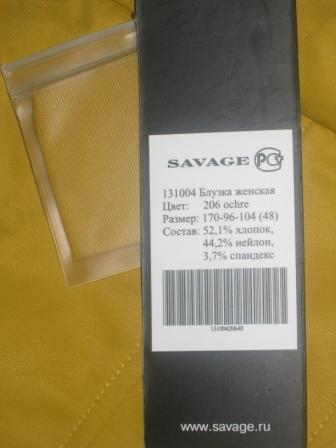 SAVAGE
131004 Блузка женская
Цвет: 206 ochre
Размер: 170-96-104 (48)
Состав: 52,1% хлопок,
44,2% нейлон,
3,7% спандекс
13100420648
www.savage.ru